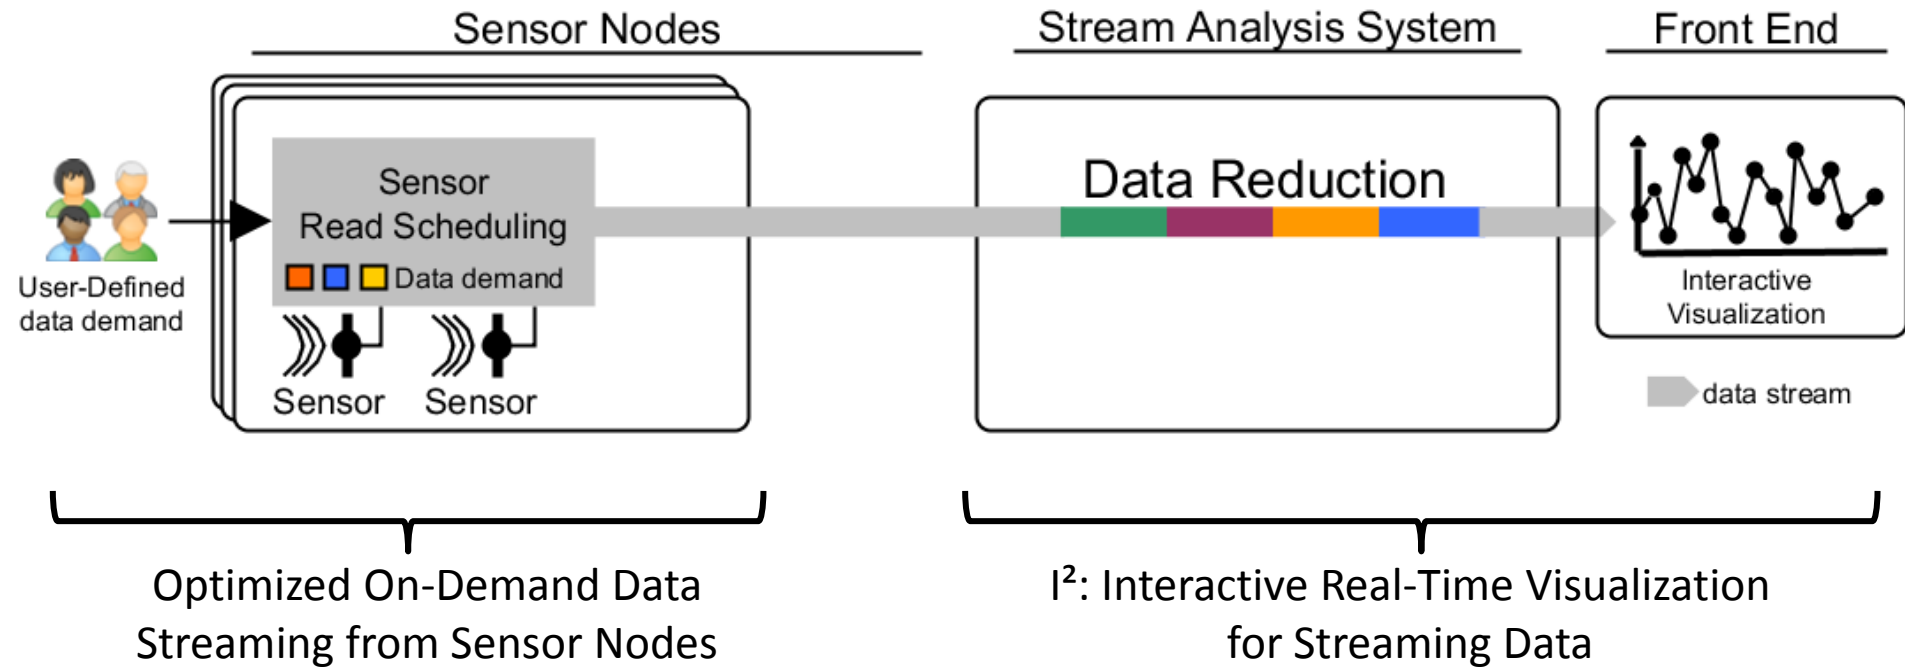 Sensor Nodes
Stream Analysis System
Front End
User-Defined
data demand
Sensor
Read Scheduling
Data demand
Sensor
Sensor
Data Reduction
Interactive
Visualization
data stream
Optimized On-Demand Data
Streaming from Sensor Nodes
I²: Interactive Real-Time Visualization
for Streaming Data